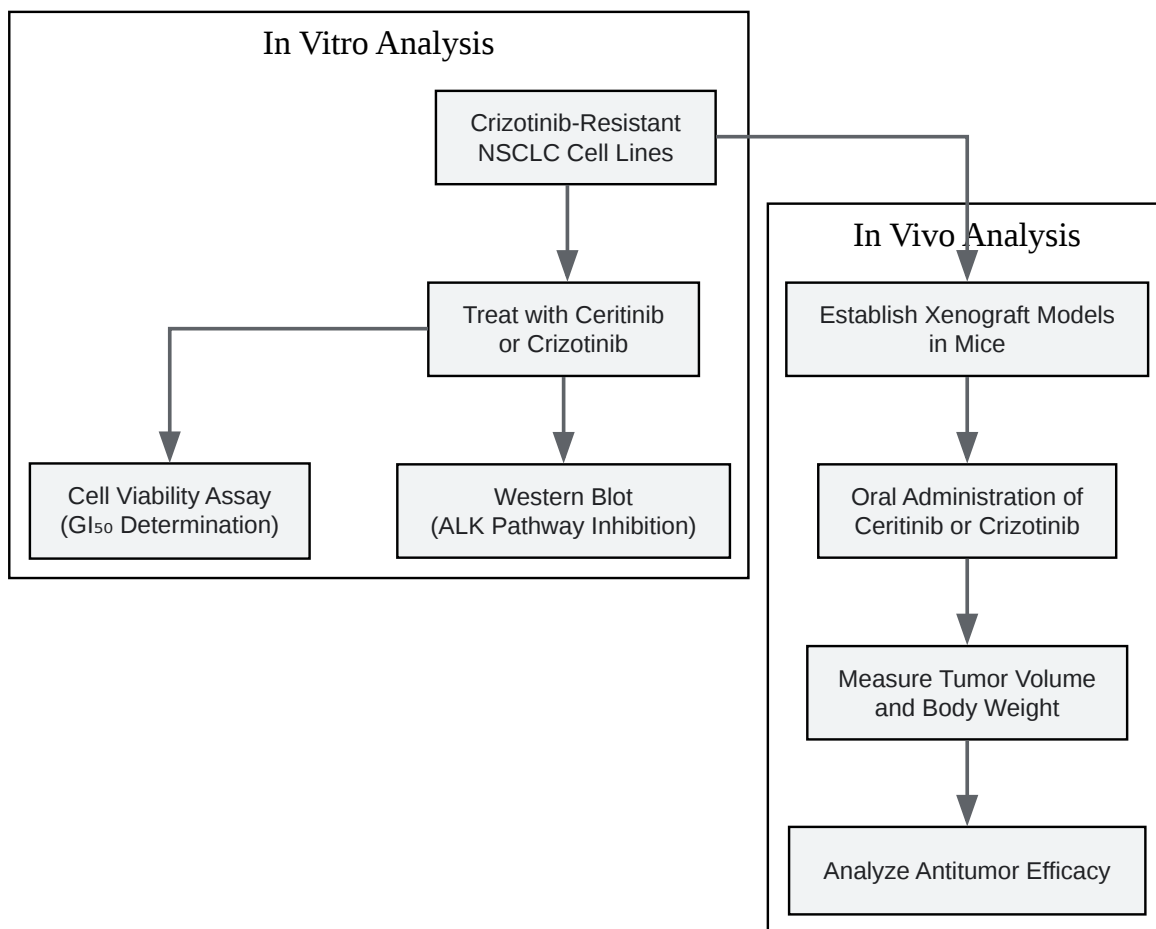 In Vitro Analysis
Crizotinib-Resistant
NSCLC Cell Lines
Treat with Ceritinib
or Crizotinib
Cell Viability Assay
(GI₅₀ Determination)
Western Blot
(ALK Pathway Inhibition)
In Vivo Analysis
Establish Xenograft Models
in Mice
Oral Administration of
Ceritinib or Crizotinib
Measure Tumor Volume
and Body Weight
Analyze Antitumor Efficacy